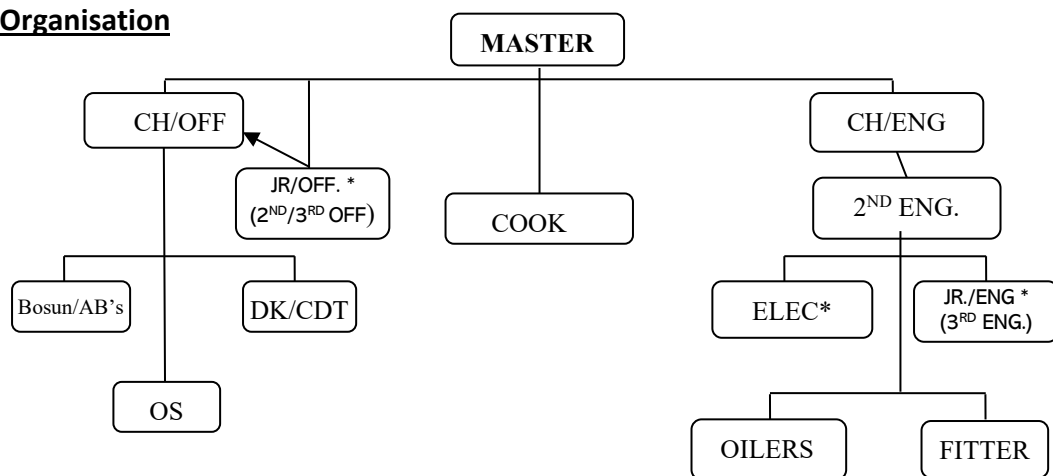 Organisation
MASTER
CH/OFF
CH/ENG
JR/OFF. *
(2ND/3RD OFF)
COOK
2ND ENG.
Bosun/AB’s
DK/CDT
ELEC*
JR./ENG *
(3RD ENG.)
OS
OILERS
FITTER